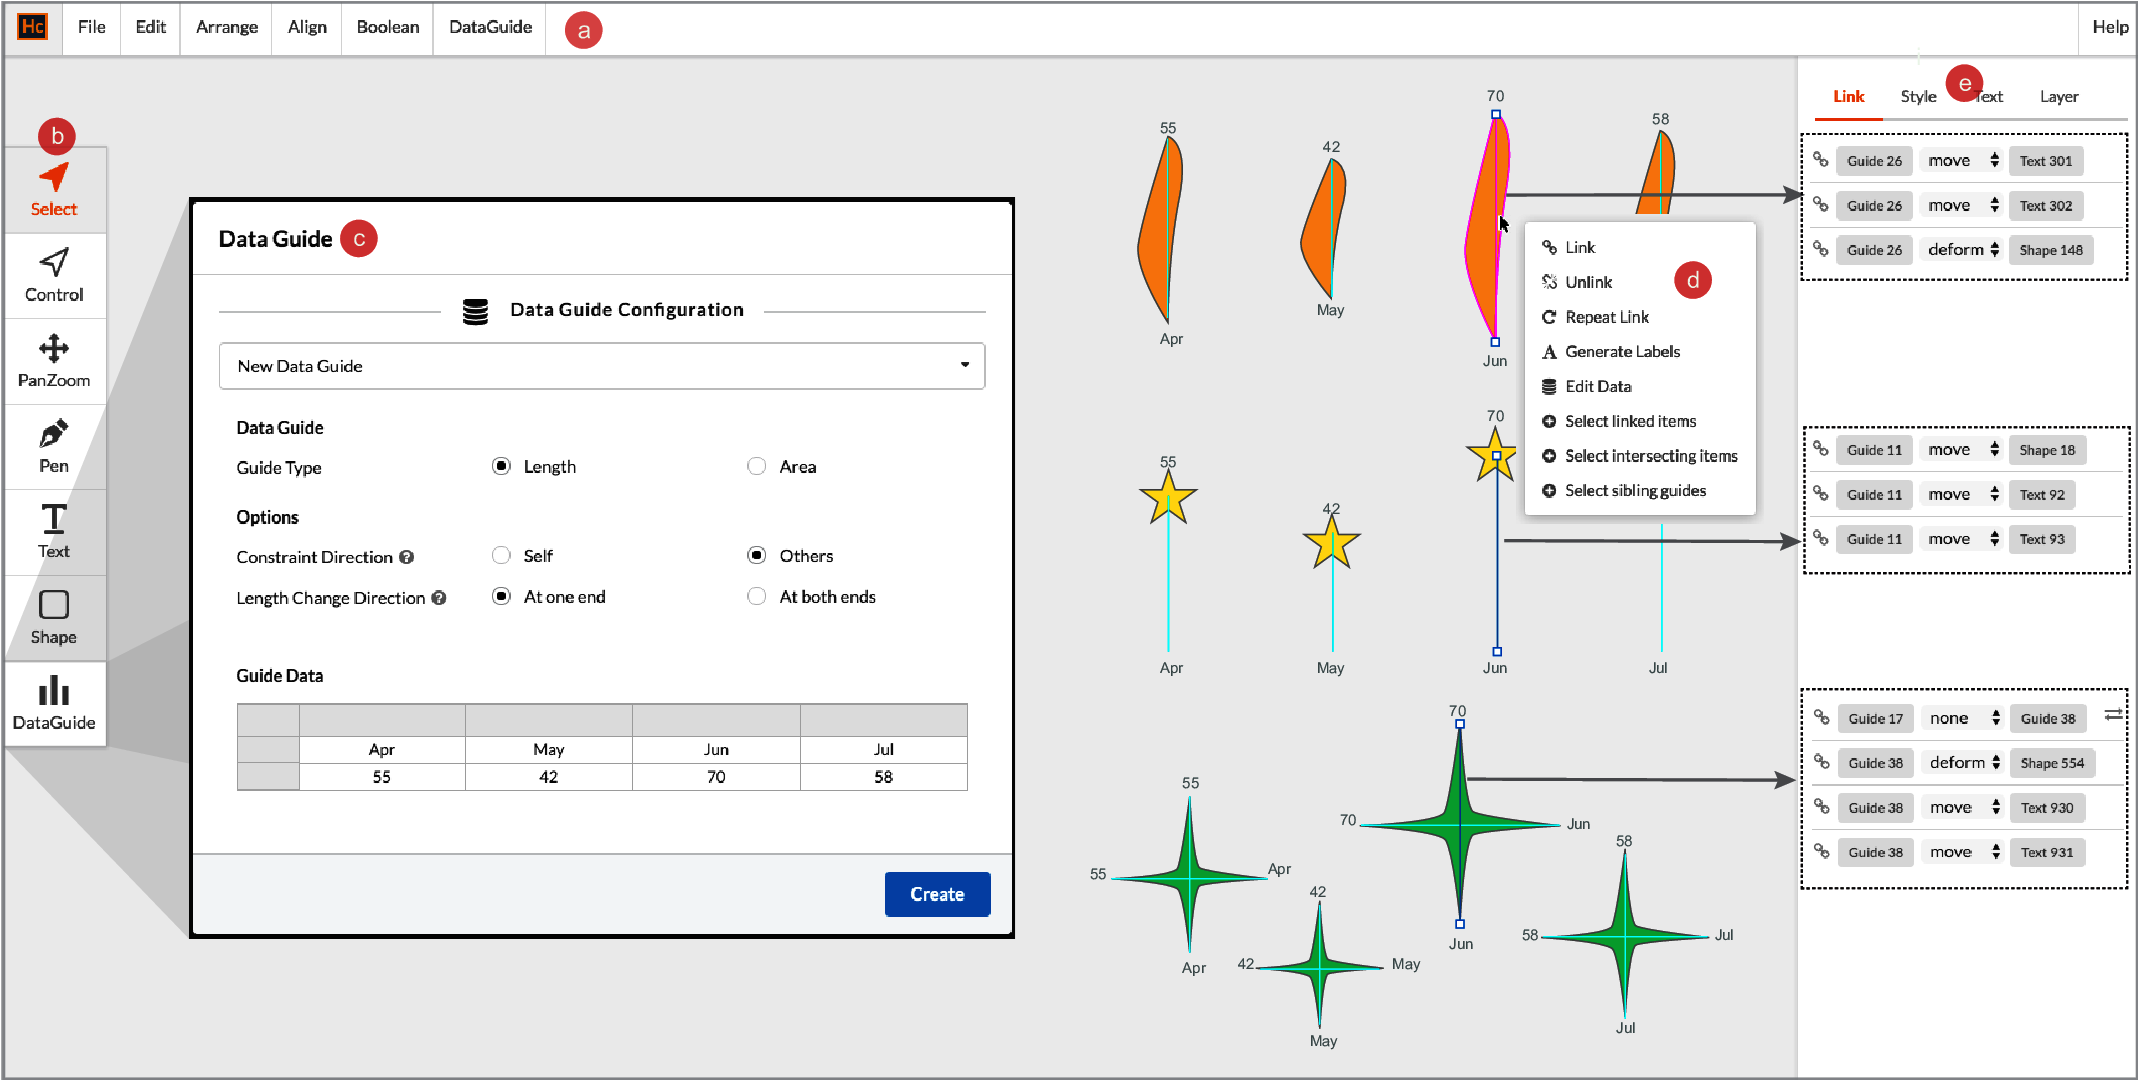 Hc File Edit Arrange Align Boolean DataGuide a Help
b
Select
Control
PanZoom
Pen
Text
Shape
DataGuide
Data Guide c
Data Guide Configuration
New Data Guide
Data Guide
Guide Type Length Area
Options
Constraint Direction ? Self Others
Length Change Direction ? At one end At both ends
Guide Data
Apr May Jun Jul
55 42 70 58
Create
55 42 70 58
Apr May Jun
d
Link
Unlink
Repeat Link
Generate Labels
Edit Data
Select linked items
Select intersecting items
Select sibling guides
55 42 70
Apr May Jun Jul
55
55 Apr
Apr
42
42 May
May
70
70 Jun
Jun
58
58 Jul
Jul
e
Link Style Text Layer
Guide 26 move Text 301
Guide 26 move Text 302
Guide 26 deform Shape 148
Guide 11 move Shape 18
Guide 11 move Text 92
Guide 11 move Text 93
Guide 17 none Guide 38
Guide 38 deform Shape 554
Guide 38 move Text 930
Guide 38 move Text 931